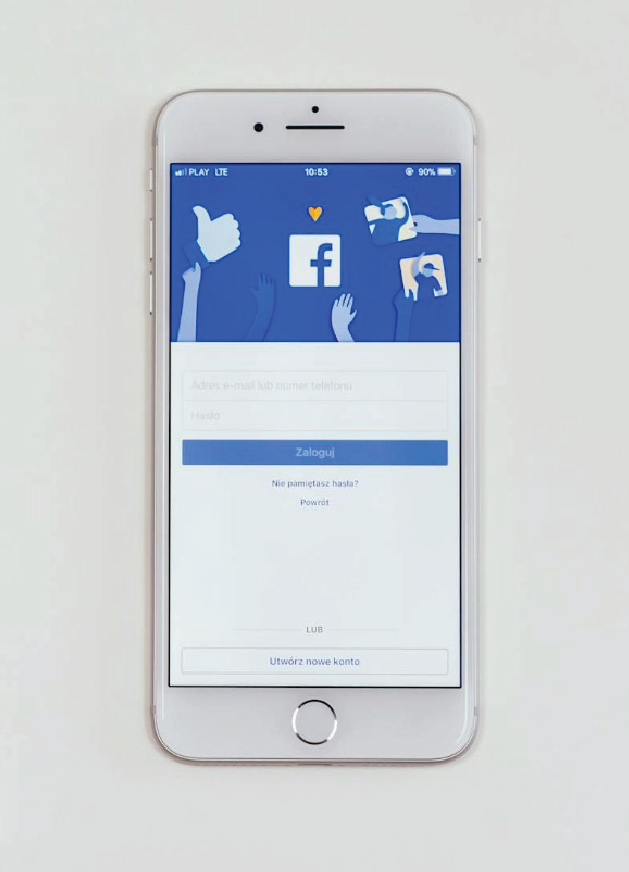 PLAY LTE 10:53 90%
f
Adres e-mail lub numer telefonu
Hasło
Zaloguj
Nie pamiętasz hasła?
Powrót
LUB
Utwórz nowe konto